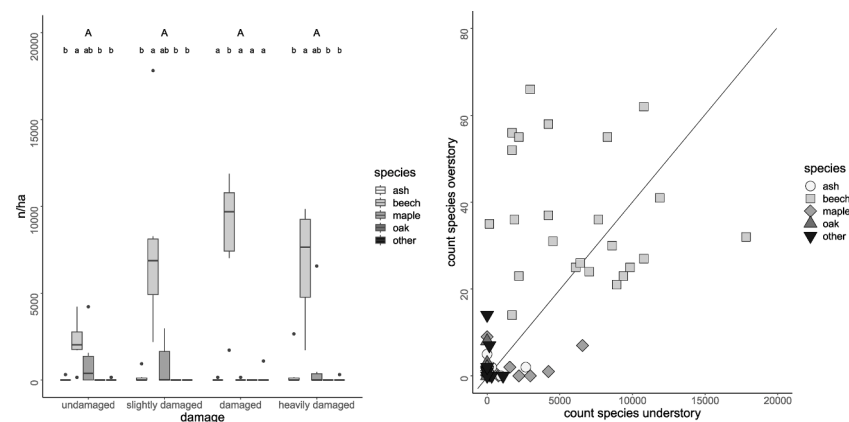 A A A A
b a ab b b b a ab b b a b a a a b a ab b b
20000
15000
10000
5000
0
n/ha
undamaged slightly damaged damaged heavily damaged
damage
species
ash
beech
maple
oak
other
80
60
40
20
0
count species overstory
0 5000 10000 15000 20000
count species understory
species
ash
beech
maple
oak
other